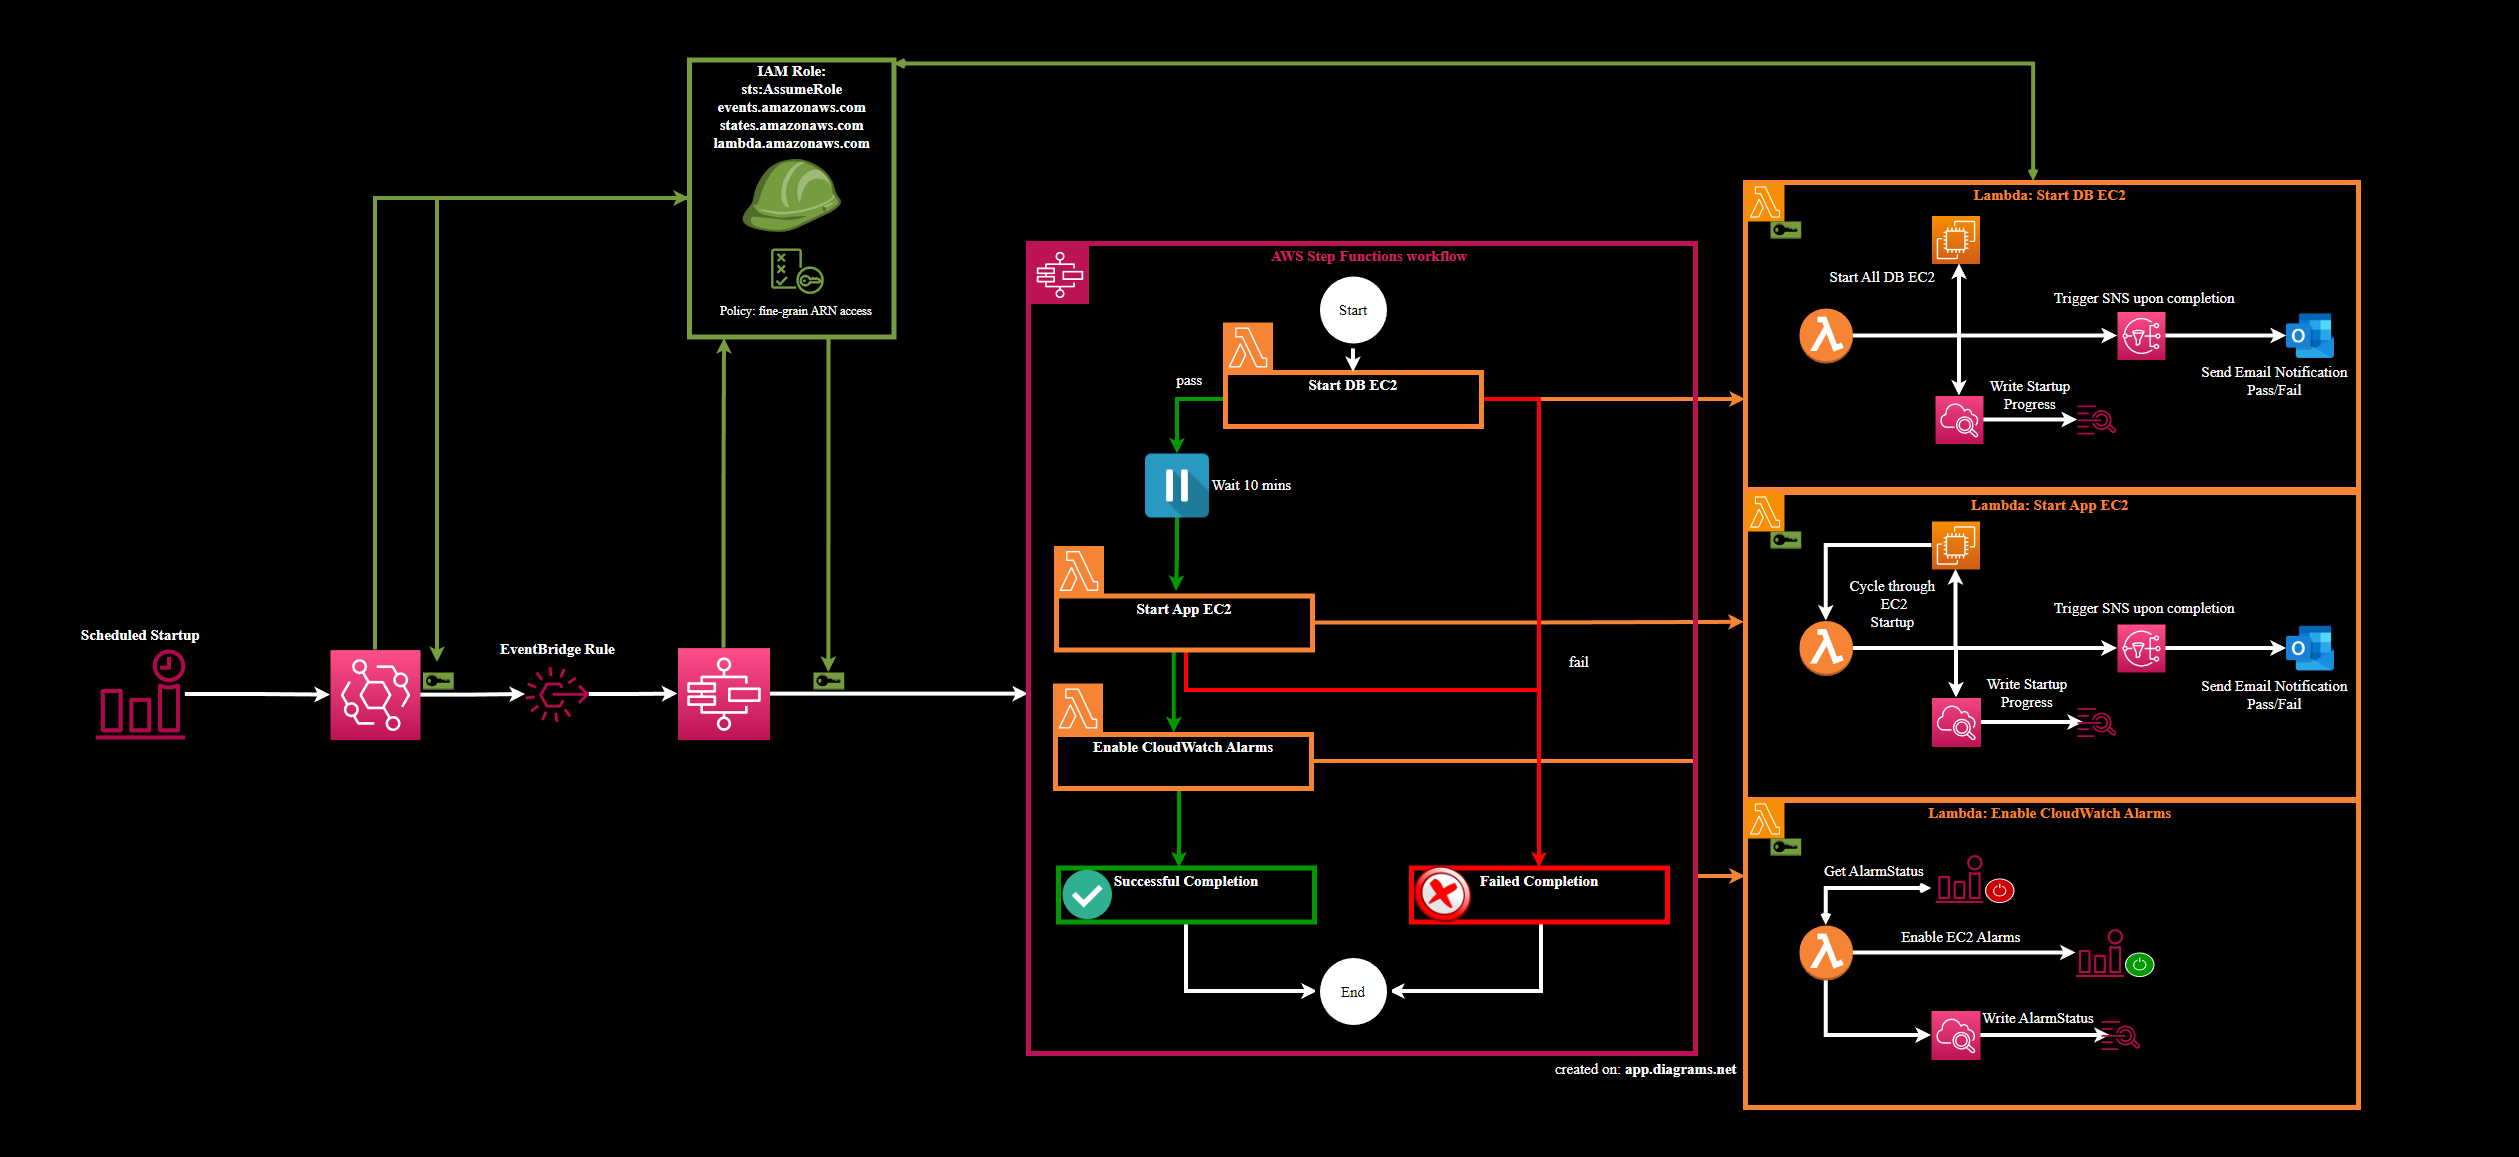 IAM Role:
sts:AssumeRole
events.amazonaws.com
states.amazonaws.com
lambda.amazonaws.com
Policy: fine-grain ARN access
Scheduled Startup
EventBridge Rule
AWS Step Functions workflow
Start
Start DB EC2
pass
Wait 10 mins
Start App EC2
fail
Enable CloudWatch Alarms
Successful Completion
Failed Completion
End
created on: app.diagrams.net
Lambda: Start DB EC2
Start All DB EC2
Trigger SNS upon completion
Send Email Notification
Pass/Fail
Write Startup
Progress
Lambda: Start App EC2
Cycle through
EC2
Startup
Trigger SNS upon completion
Send Email Notification
Pass/Fail
Write Startup
Progress
Lambda: Enable CloudWatch Alarms
Get AlarmStatus
Enable EC2 Alarms
Write AlarmStatus